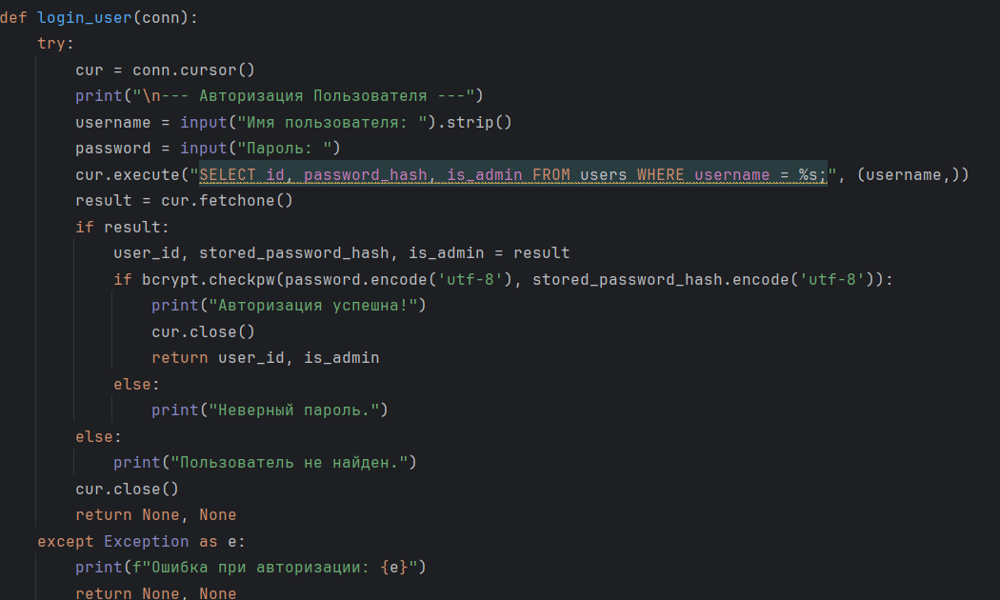 def login_user(conn):
    try:
        cur = conn.cursor()
        print("\n--- Авторизация Пользователя ---")
        username = input("Имя пользователя: ").strip()
        password = input("Пароль: ")
        cur.execute("SELECT id, password_hash, is_admin FROM users WHERE username = %s;", (username,))
        result = cur.fetchone()
        if result:
            user_id, stored_password_hash, is_admin = result
            if bcrypt.checkpw(password.encode('utf-8'), stored_password_hash.encode('utf-8')):
                print("Авторизация успешна!")
                cur.close()
                return user_id, is_admin
            else:
                print("Неверный пароль.")
        else:
            print("Пользователь не найден.")
        cur.close()
        return None, None
    except Exception as e:
        print(f"Ошибка при авторизации: {e}")
        return None, None